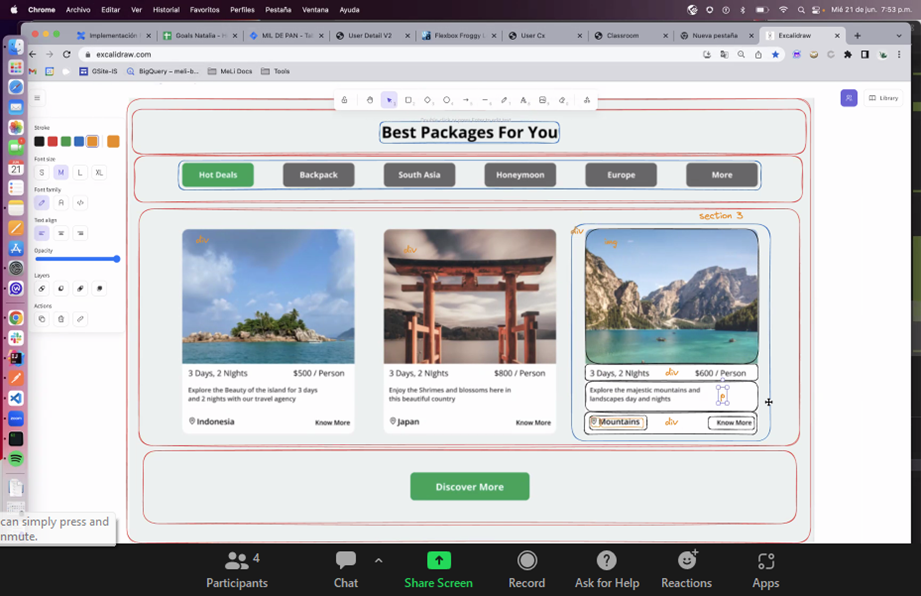 Chrome Archivo Editar Ver Historial Favoritos Perfiles Pestaña Ventana Ayuda Mié 21 de jun. 7:53 p.m.
Implementación Goals Natalia - H MIL DE PAN - Ta User Detail V2 Flexbox Froggy User Cx Classroom Nueva pestaña Excalidraw
excalidraw.com
GSite-IS BigQuery – meli-b... MeLi Docs Tools
Library
Best Packages For You
Stroke
Font size
S M L XL
Font family
Text align
Opacity
Layers
Actions
Hot Deals Backpack South Asia Honeymoon Europe More
section 3
div div div img
3 Days, 2 Nights $500 / Person
Explore the Beauty of the island for 3 days
and 2 nights with our travel agency
Indonesia Know More
3 Days, 2 Nights $800 / Person
Enjoy the Shrimes and blossoms here in
this beautiful country
Japan Know More
3 Days, 2 Nights div $600 / Person
Explore the majestic mountains and
landscapes day and nights
p
Mountains div Know More
Discover More
can simply press and
nmute.
4
Participants Chat Share Screen Record Ask for Help Reactions Apps